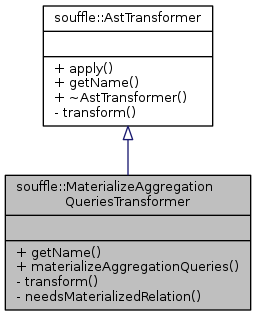 souffle::AstTransformer
+ apply()
+ getName()
+ ~AstTransformer()
- transform()
souffle::MaterializeAggregation
QueriesTransformer
+ getName()
+ materializeAggregationQueries()
- transform()
- needsMaterializedRelation()